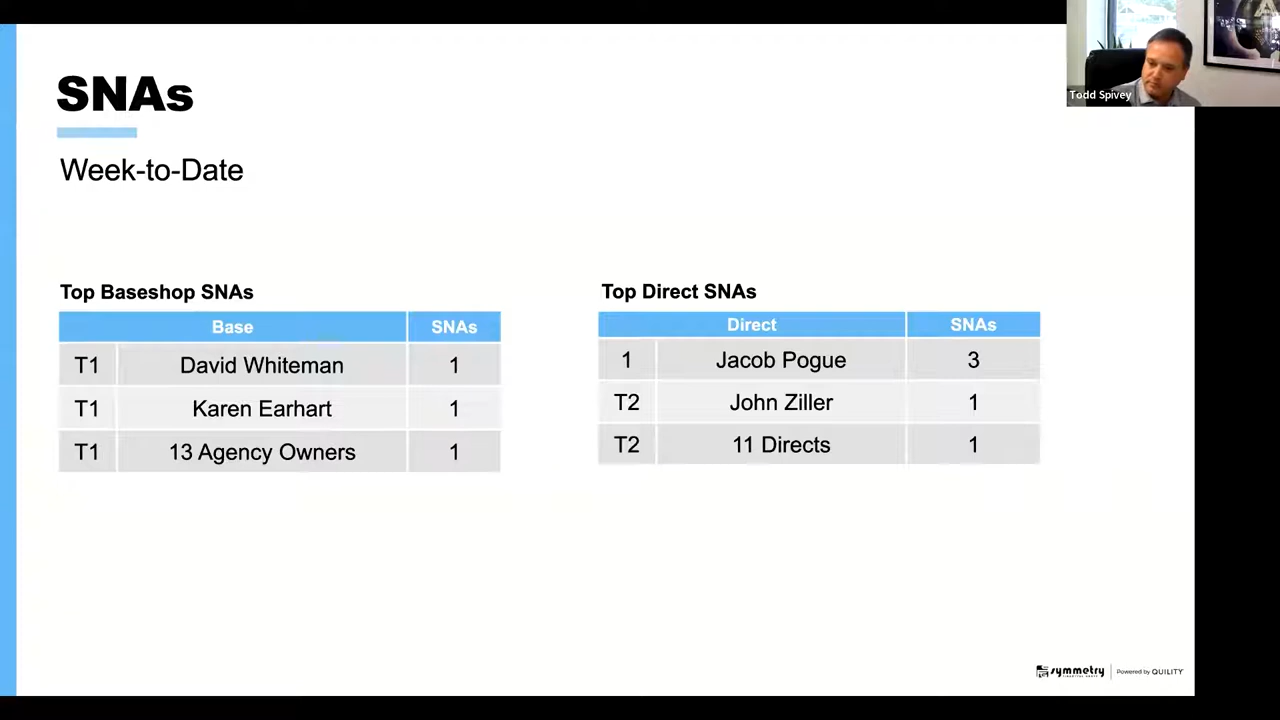 SNAs
Todd Spivey
Week-to-Date
Top Baseshop SNAs
Base SNAs
T1 David Whiteman 1
T1 Karen Earhart 1
T1 13 Agency Owners 1
Top Direct SNAs
Direct SNAs
1 Jacob Pogue 3
T2 John Ziller 1
T2 11 Directs 1
symmetry
FINANCIAL GROUP
Powered by QUILITY